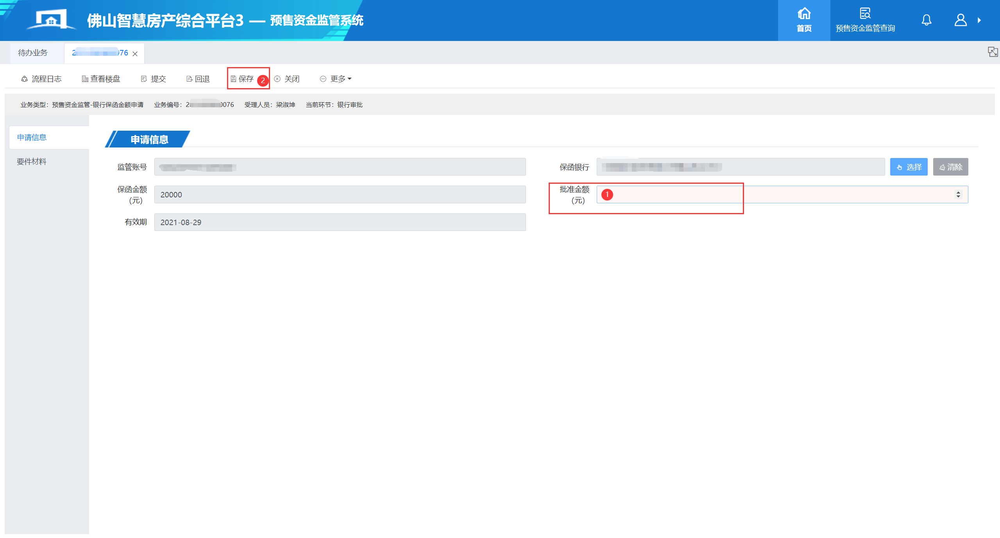 佛山智慧房产综合平台3 — 预售资金监管系统
首页
预售资金监管查询
待办业务
2 076
流程日志 查看楼盘 提交 回退 保存 2 关闭 更多
业务类型：预售资金监管-银行保函金额申请 业务编号：2 0076 受理人员：梁淑坤 当前环节：银行审批
申请信息
要件材料
申请信息
监管账号
保函银行 选择 清除
保函金额（元） 20000
批准金额（元） 1
有效期 2021-08-29